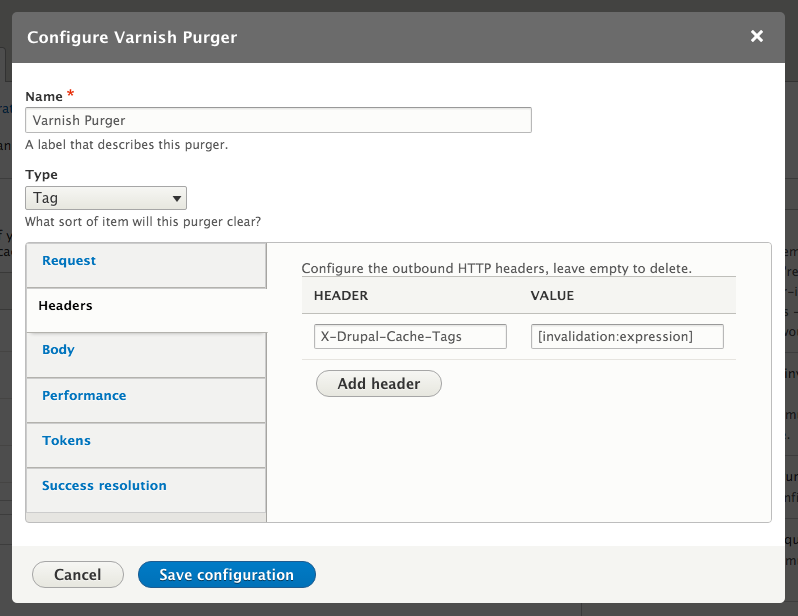 Configure Varnish Purger
Name *
Varnish Purger
A label that describes this purger.
Type
Tag
What sort of item will this purger clear?
Request
Headers
Body
Performance
Tokens
Success resolution
Configure the outbound HTTP headers, leave empty to delete.
HEADER VALUE
X-Drupal-Cache-Tags [invalidation:expression]
Add header
Cancel Save configuration